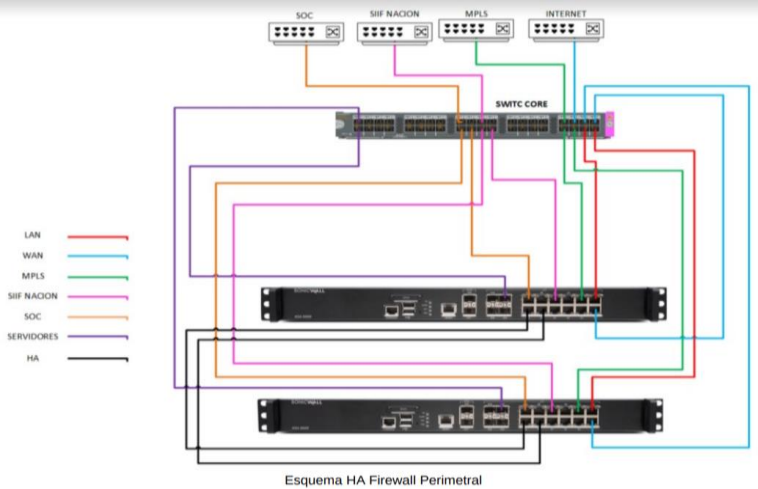 SOC
SIIF NACION
MPLS
INTERNET
SWITC CORE
LAN
WAN
MPLS
SIIF NACION
SOC
SERVIDORES
HA
SONICWALL
SONICWALL
Esquema HA Firewall Perimetral